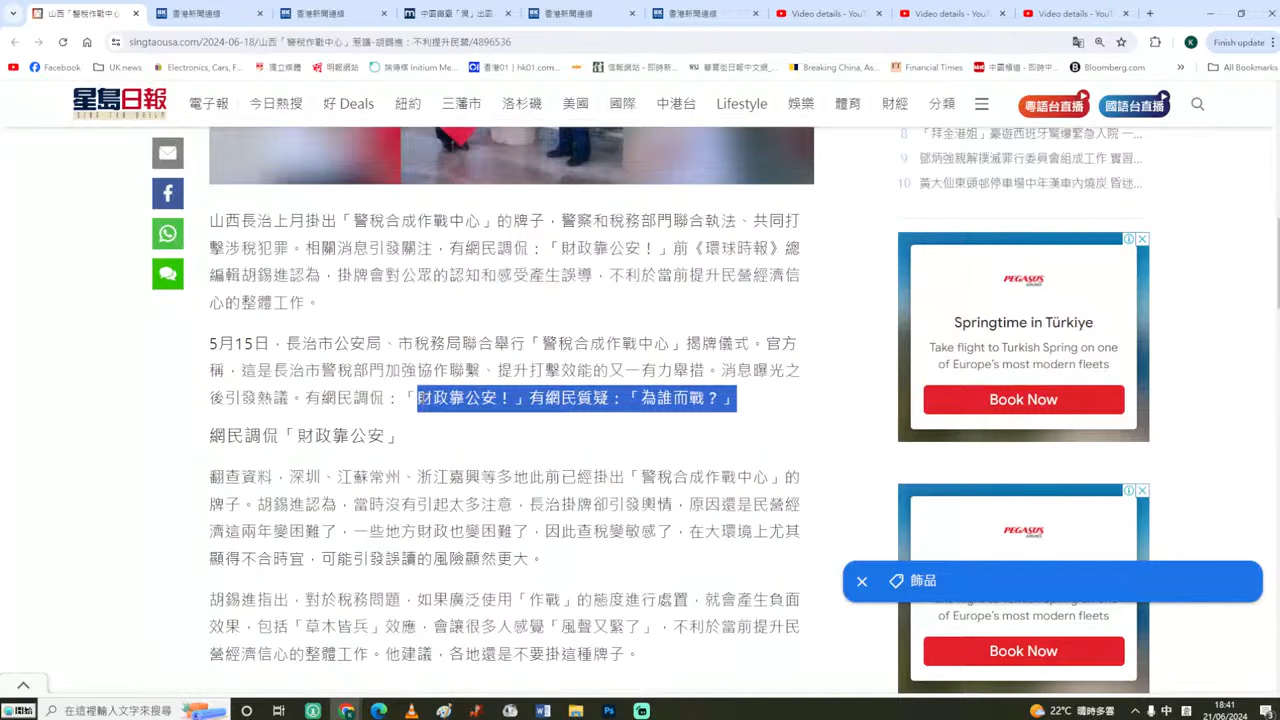 山西「警稅作戰中心」
香港新聞連線
香港新聞連線
中國幽靈「潤」出國
香港新聞連線
香港新聞連線
Video details - YouT
Video details - YouT
Video details - YouT
singtaousa.com/2024-06-18/山西「警稅作戰中心」惹議-胡錫進：不利提升民營/4896536
K
Finish update
Facebook
UK news
Electronics, Cars, F...
獨立媒體
明報網站
端傳媒 Initium Me...
香港01 | hk01.com...
信報網站 - 即時新...
華爾街日報中文網_...
Breaking China, As...
Financial Times
中國頻道 - 即時中...
Bloomberg.com
All Bookmarks
星島日報
SING TAO DAILY
電子報
今日熱搜
好 Deals
紐約
三藩市
洛杉磯
美國
國際
中港台
Lifestyle
娛樂
體育
財經
分類
粵語台直播
國語台直播
8 「拜金港姐」豪遊西班牙驚爆緊急入院 一...
9 鄧炳強親解撲滅罪行委員會組成工作 實習...
10 黃大仙東頭邨停車場中年漢車內燒炭 昏迷...
山西長治上月掛出「警稅合成作戰中心」的牌子，警察和稅務部門聯合執法、共同打
擊涉稅犯罪。相關消息引發關注，有網民調侃：「財政靠公安！」前《環球時報》總
編輯胡錫進認為，掛牌會對公眾的認知和感受產生誤導，不利於當前提升民營經濟信
心的整體工作。
5月15日，長治市公安局、市稅務局聯合舉行「警稅合成作戰中心」揭牌儀式。官方
稱，這是長治市警稅部門加強協作聯繫、提升打擊效能的又一有力舉措。消息曝光之
後引發熱議。有網民調侃：「財政靠公安！」有網民質疑：「為誰而戰？」
網民調侃「財政靠公安」
翻查資料，深圳、江蘇常州、浙江嘉興等多地此前已經掛出「警稅合成作戰中心」的
牌子。胡錫進認為，當時沒有引起太多注意，長治掛牌卻引發輿情，原因還是民營經
濟這兩年變困難了，一些地方財政也變困難了，因此查稅變敏感了，在大環境上尤其
顯得不合時宜，可能引發誤讀的風險顯然更大。
胡錫進指出，對於稅務問題，如果廣泛使用「作戰」的態度進行處置，就會產生負面
效果，包括「草木皆兵」效應，會讓很多人感覺「風聲又緊了」，不利於當前提升民
營經濟信心的整體工作。他建議，各地還是不要掛這種牌子。
PEGASUS
AIRLINES
Springtime in Türkiye
Take flight to Turkish Spring on one
of Europe's most modern fleets
Book Now
PEGASUS
AIRLINES
飾品
of Europe's most modern fleets
Book Now
開始
在這裡輸入文字來搜尋
22°C 晴時多雲
中
18:41
21/06/2024